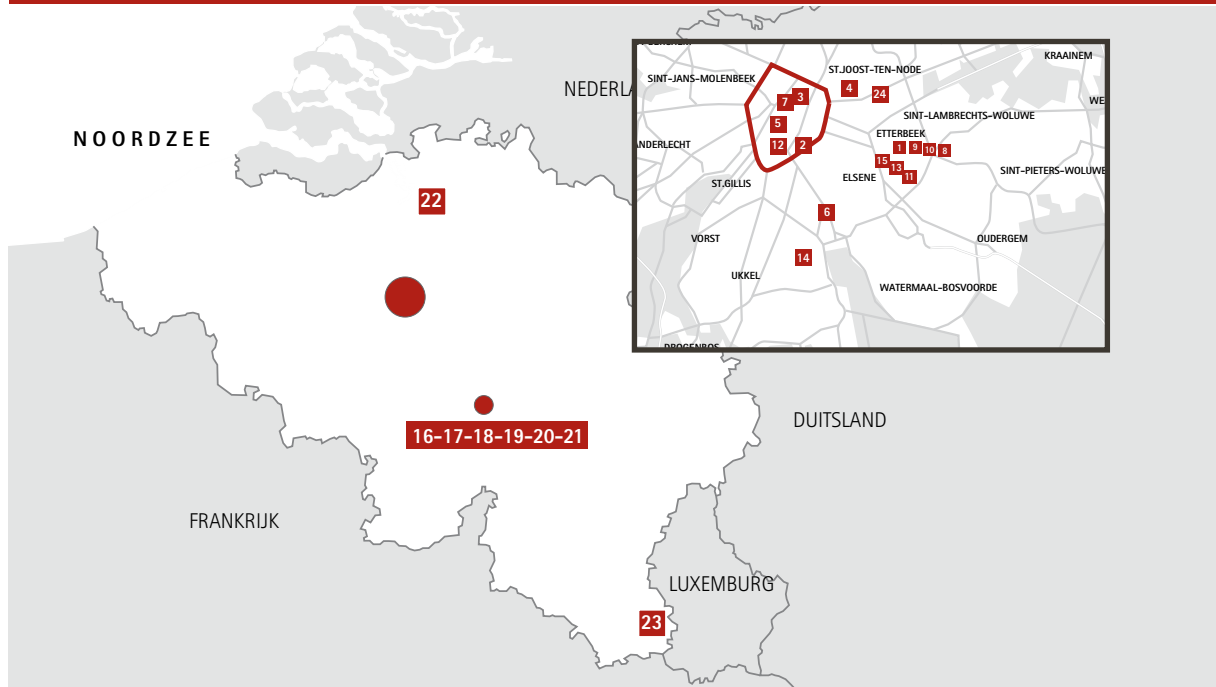 NOORDZEE
NEDERLA
22
16-17-18-19-20-21
FRANKRIJK
DUITSLAND
LUXEMBURG
23
KRAAINEM
ST.JOOST-TEN-NODE
SINT-JANS-MOLENBEEK
4
24
3
7
WE
SINT-LAMBRECHTS-WOLUWE
5
ETTERBEEK
NDERLECHT
12
2
1
9
10
8
15
13
11
SINT-PIETERS-WOLUWE
ELSENE
ST.GILLIS
6
VORST
OUDERGEM
14
UKKEL
WATERMAAL-BOSVOORDE
DROGENBOS